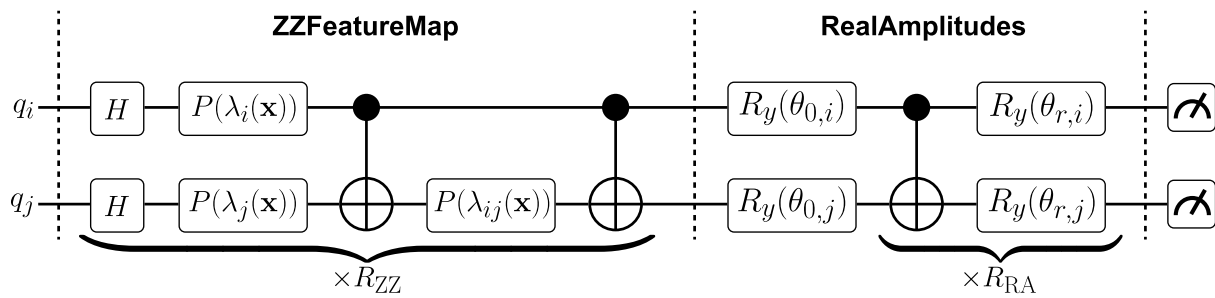 ZZFeatureMap RealAmplitudes
q_i H P(λ_i(𝐱)) R_y(θ_{0,i}) R_y(θ_{r,i})
q_j H P(λ_j(𝐱)) P(λ_{ij}(𝐱)) R_y(θ_{0,j}) R_y(θ_{r,j})
×R_{ZZ} ×R_{RA}